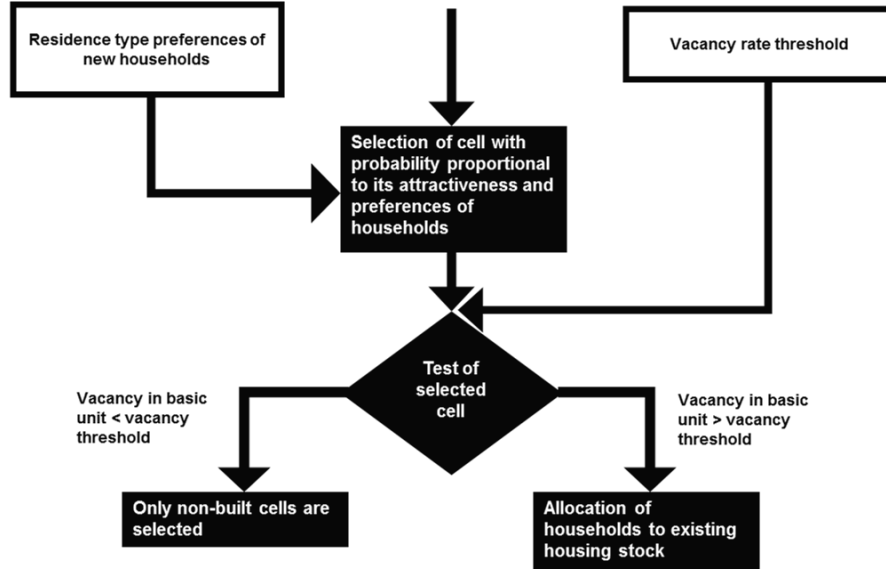 Residence type preferences of
new households
Vacancy rate threshold
Selection of cell with
probability proportional
to its attractiveness and
preferences of
households
Test of
selected
cell
Vacancy in basic
unit < vacancy
threshold
Vacancy in basic
unit > vacancy
threshold
Only non-built cells are
selected
Allocation of
households to existing
housing stock